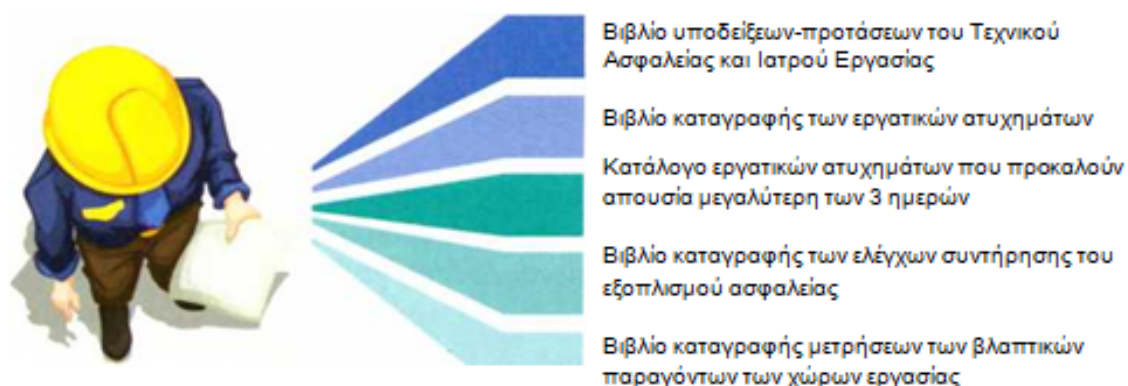 Βιβλίο υποδείξεων-προτάσεων του Τεχνικού
Ασφαλείας και Ιατρού Εργασίας
Βιβλίο καταγραφής των εργατικών ατυχημάτων
Κατάλογο εργατικών ατυχημάτων που προκαλούν
απουσία μεγαλύτερη των 3 ημερών
Βιβλίο καταγραφής των ελέγχων συντήρησης του
εξοπλισμού ασφαλείας
Βιβλίο καταγραφής μετρήσεων των βλαπτικών
παραγόντων των χώρων εργασίας